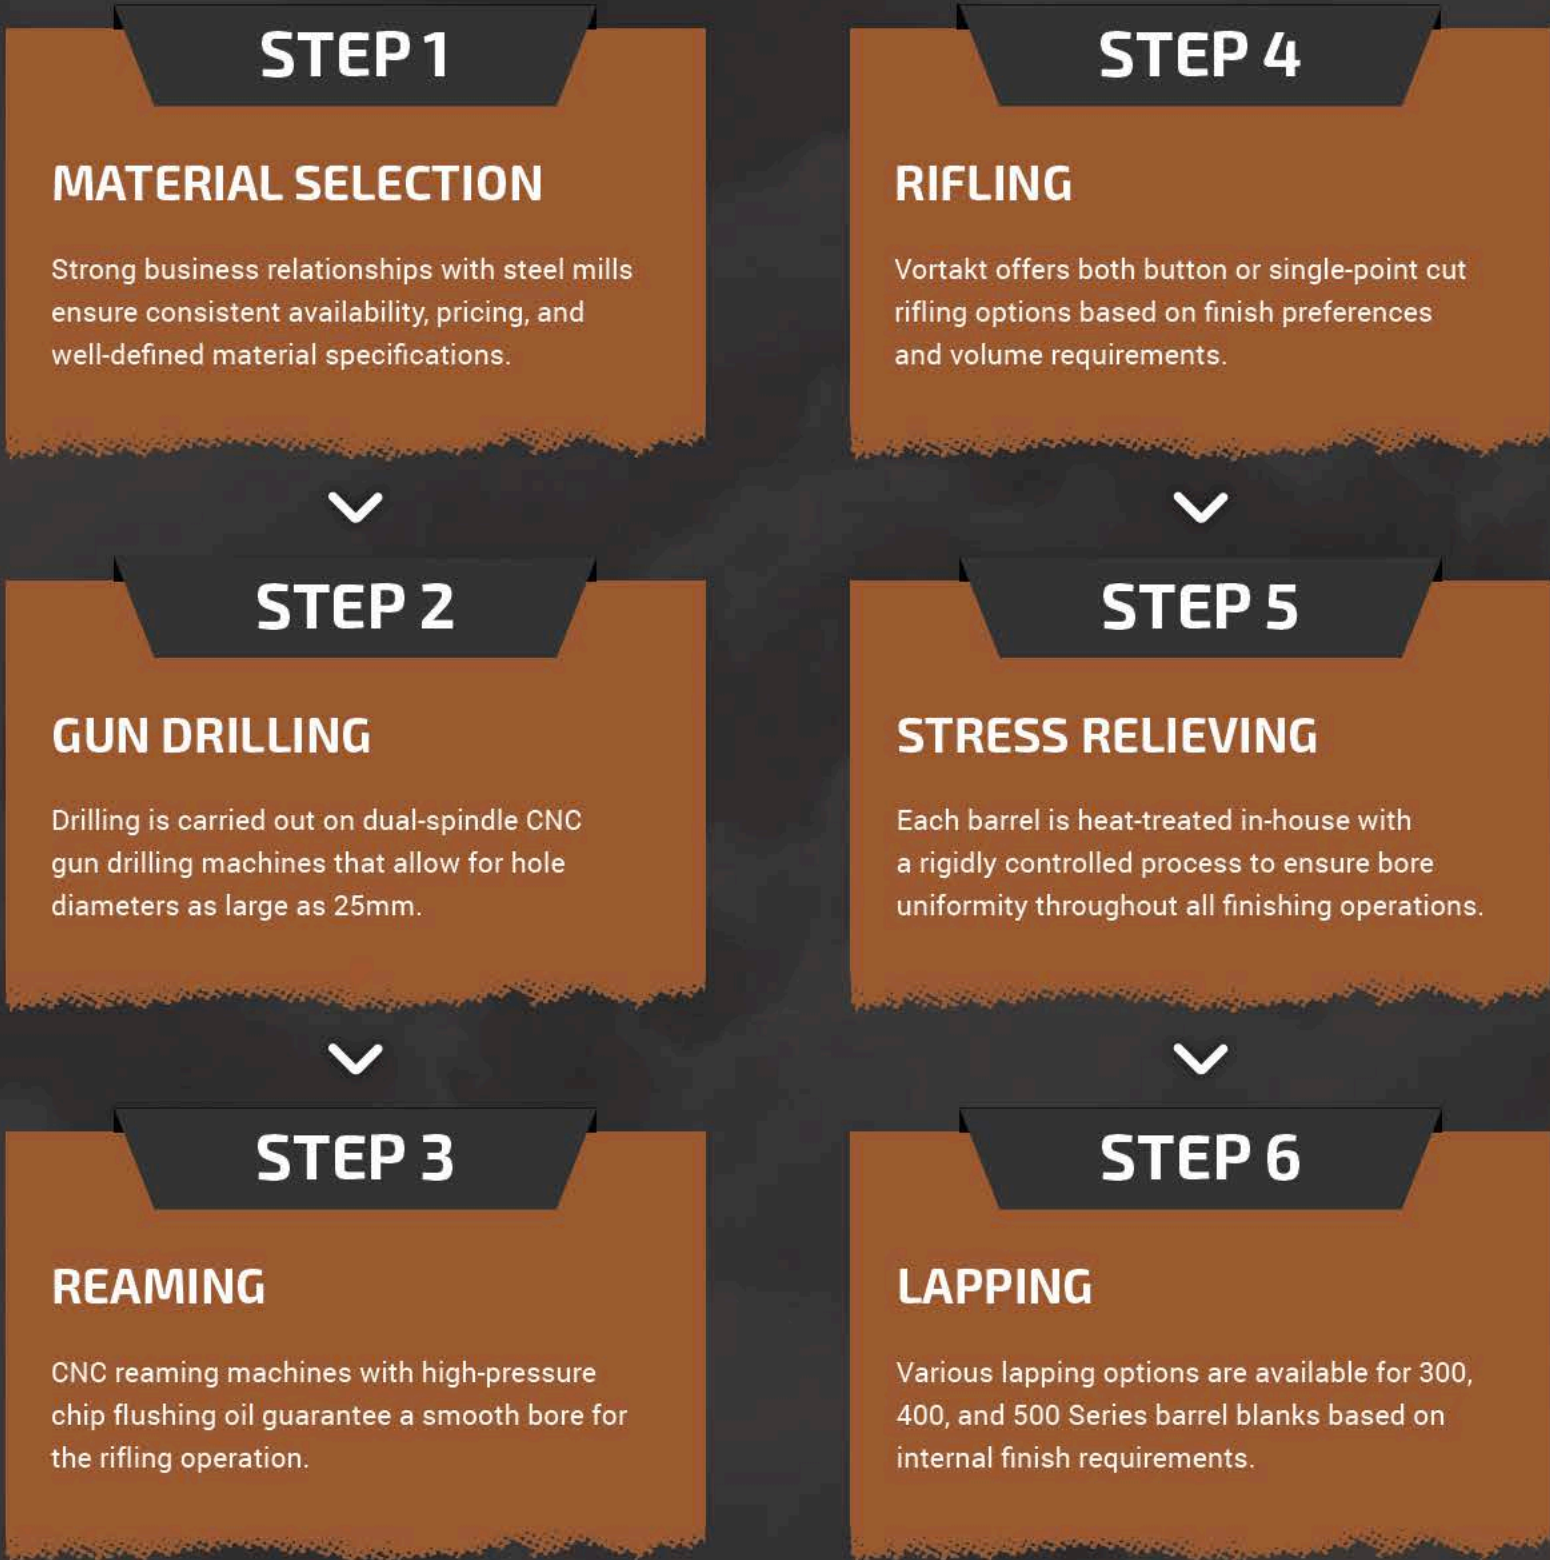 STEP 1
MATERIAL SELECTION
Strong business relationships with steel mills
ensure consistent availability, pricing, and
well-defined material specifications.
STEP 2
GUN DRILLING
Drilling is carried out on dual-spindle CNC
gun drilling machines that allow for hole
diameters as large as 25mm.
STEP 3
REAMING
CNC reaming machines with high-pressure
chip flushing oil guarantee a smooth bore for
the rifling operation.
STEP 4
RIFLING
Vortakt offers both button or single-point cut
rifling options based on finish preferences
and volume requirements.
STEP 5
STRESS RELIEVING
Each barrel is heat-treated in-house with
a rigidly controlled process to ensure bore
uniformity throughout all finishing operations.
STEP 6
LAPPING
Various lapping options are available for 300,
400, and 500 Series barrel blanks based on
internal finish requirements.